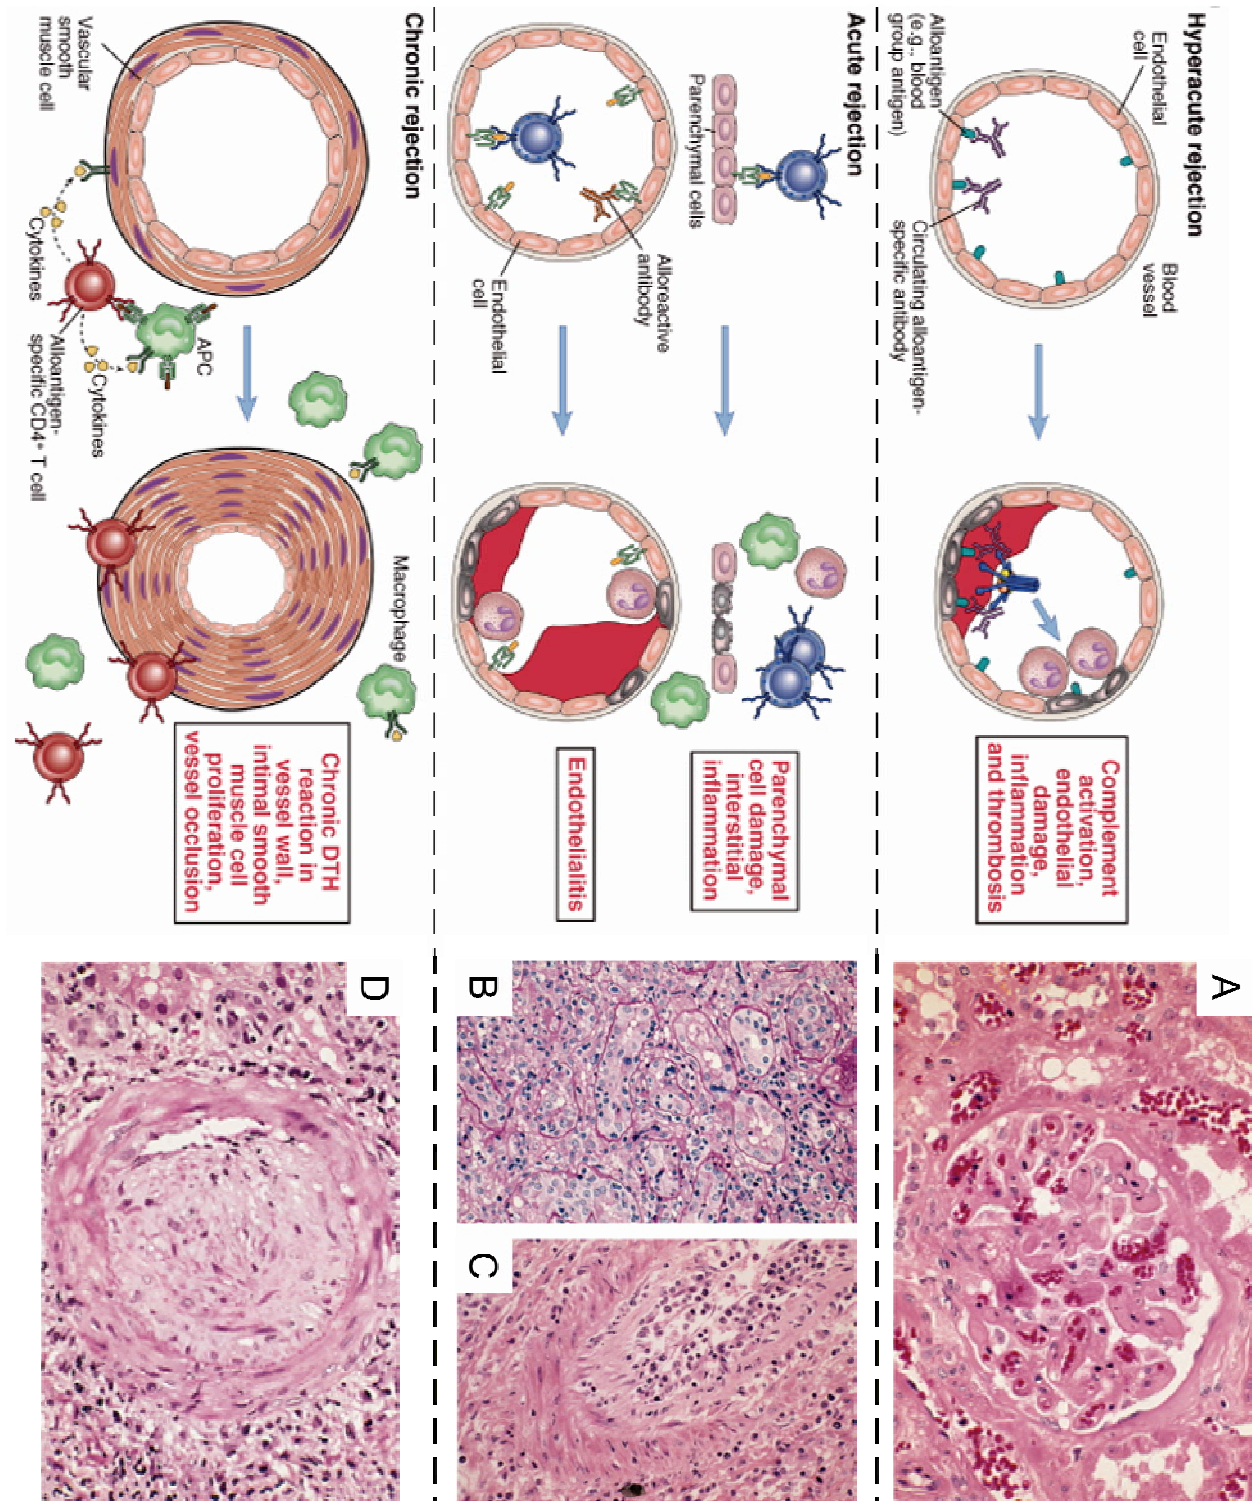 Hyperacute rejection
Endothelial
cell
Blood
vessel
Alloantigen
(e.g., blood
group antigen)
Circulating alloantigen-
specific antibody
Complement
activation,
endothelial
damage,
inflammation
and thrombosis
A
Acute rejection
Parenchymal cells
Alloreactive
antibody
Endothelial
cell
Parenchymal
cell damage,
interstitial
inflammation
Endothelialitis
B
C
Chronic rejection
Vascular
smooth
muscle cell
Cytokines
APC
Cytokines
Alloantigen-
specific CD4+ T cell
Macrophage
Chronic DTH
reaction in
vessel wall,
intimal smooth
muscle cell
proliferation,
vessel occlusion
D